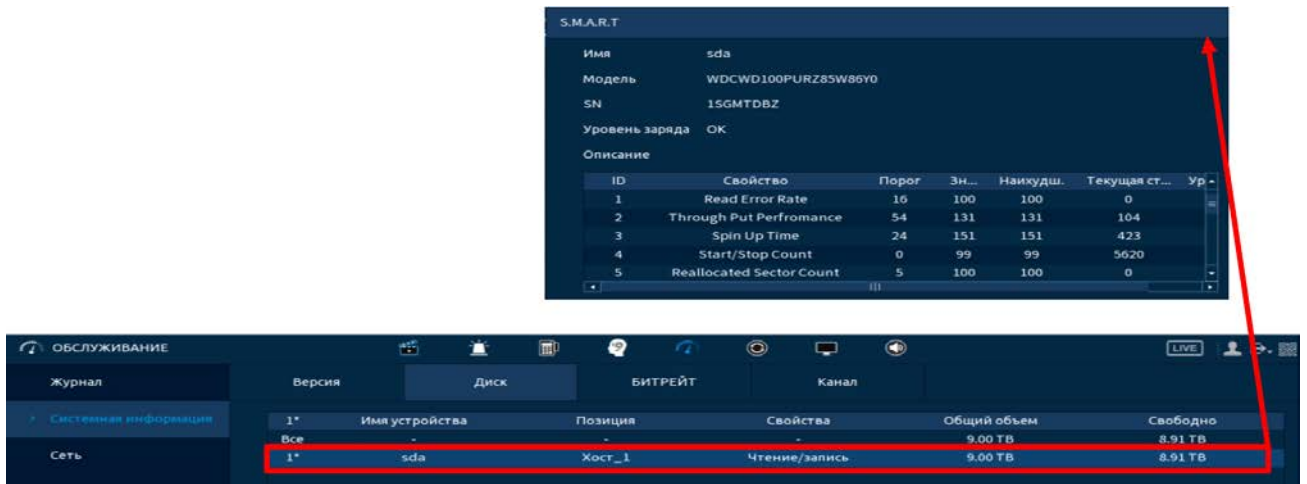 S.M.A.R.T
Имя sda
Модель WDCWD100PURZ85W86Y0
SN 1SGMTDBZ
Уровень заряда OK
Описание
ID Свойство Порог Зн... Наихудш. Текущая ст... Ур
1 Read Error Rate 16 100 100 0
2 Through Put Perfromance 54 131 131 104
3 Spin Up Time 24 151 151 423
4 Start/Stop Count 0 99 99 5620
5 Reallocated Sector Count 5 100 100 0
ОБСЛУЖИВАНИЕ LIVE
Журнал Версия Диск БИТРЕЙТ Канал
Системная информация 1* Имя устройства Позиция Свойства Общий объем Свободно
Все - - - 9.00 TB 8.91 TB
Сеть 1* sda Хост_1 Чтение/запись 9.00 TB 8.91 TB